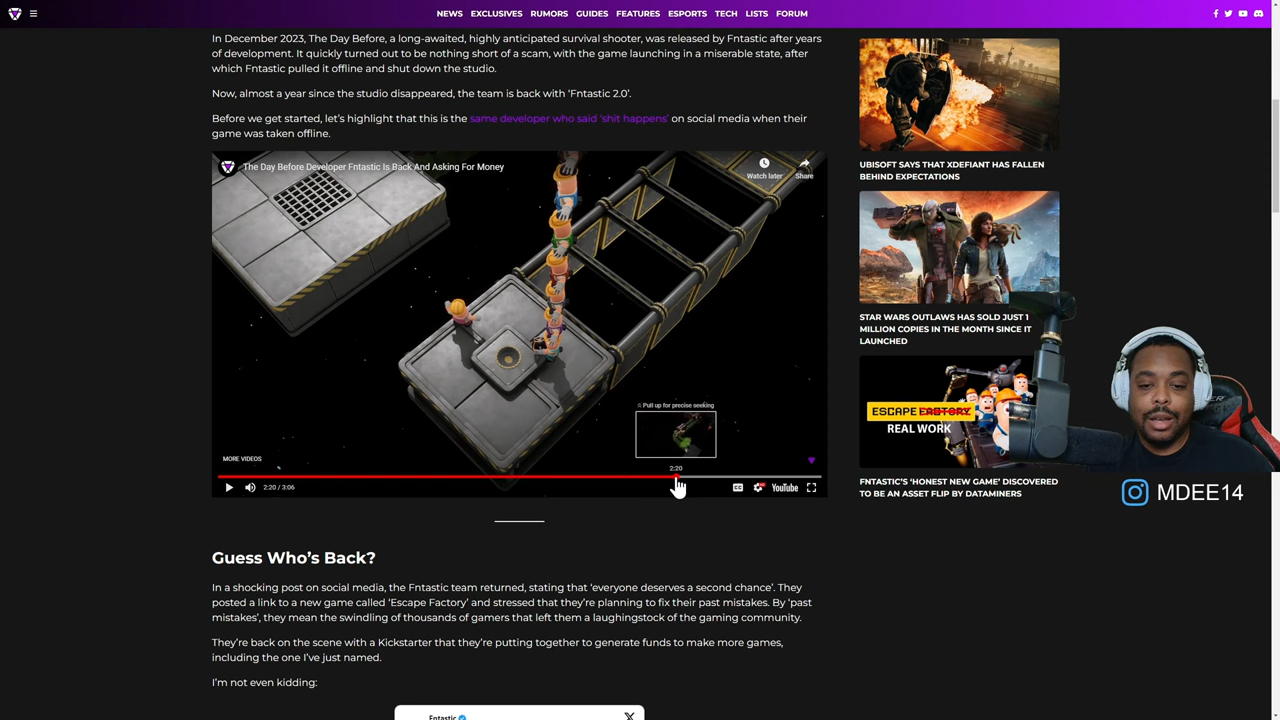 NEWS EXCLUSIVES RUMORS GUIDES FEATURES ESPORTS TECH LISTS FORUM
In December 2023, The Day Before, a long-awaited, highly anticipated survival shooter, was released by Fntastic after years
of development. It quickly turned out to be nothing short of a scam, with the game launching in a miserable state, after
which Fntastic pulled it offline and shut down the studio.
Now, almost a year since the studio disappeared, the team is back with ‘Fntastic 2.0’.
Before we get started, let’s highlight that this is the same developer who said ‘shit happens’ on social media when their
game was taken offline.
The Day Before Developer Fntastic Is Back And Asking For Money
Watch later
Share
Pull up for precise seeking
2:20
MORE VIDEOS
2:20 / 3:06
YouTube
Guess Who’s Back?
In a shocking post on social media, the Fntastic team returned, stating that ‘everyone deserves a second chance’. They
posted a link to a new game called ‘Escape Factory’ and stressed that they’re planning to fix their past mistakes. By ‘past
mistakes’, they mean the swindling of thousands of gamers that left them a laughingstock of the gaming community.
They’re back on the scene with a Kickstarter that they’re putting together to generate funds to make more games,
including the one I’ve just named.
I’m not even kidding:
Fntastic
UBISOFT SAYS THAT XDEFIANT HAS FALLEN
BEHIND EXPECTATIONS
STAR WARS OUTLAWS HAS SOLD JUST 1
MILLION COPIES IN THE MONTH SINCE IT
LAUNCHED
ESCAPE FACTORY
REAL WORK
FNTASTIC’S ‘HONEST NEW GAME’ DISCOVERED
TO BE AN ASSET FLIP BY DATAMINERS
MDEE14